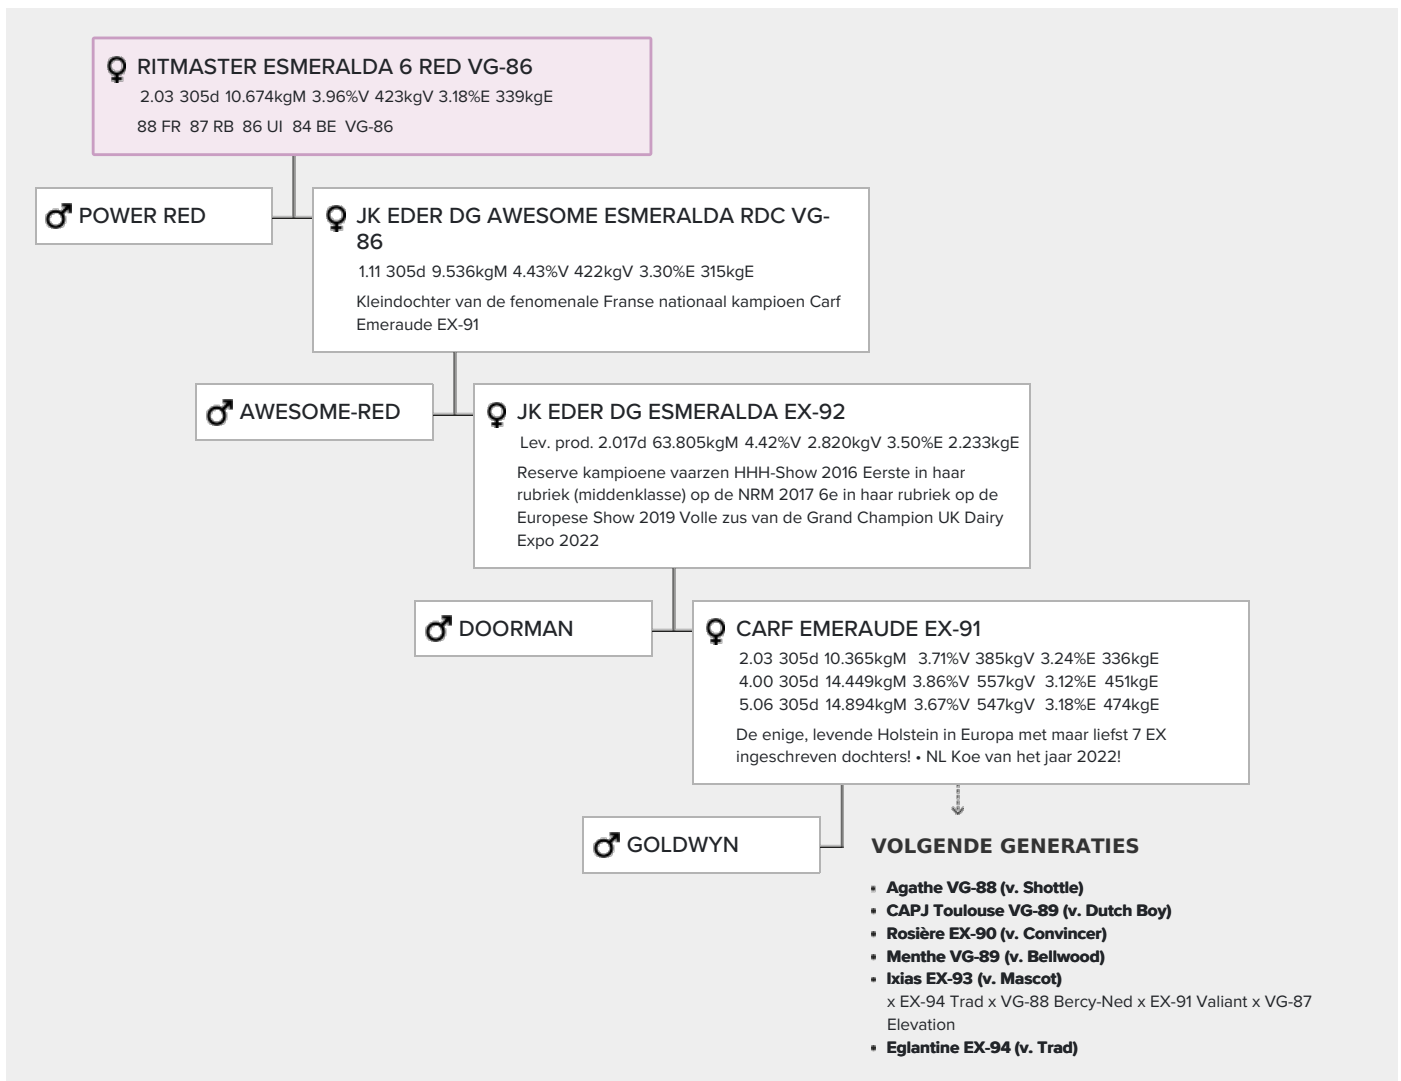 RITMASTER ESMERALDA 6 RED VG-86
2.03 305d 10.674kgM 3.96%V 423kgV 3.18%E 339kgE
88 FR 87 RB 86 UI 84 BE VG-86
POWER RED
JK EDER DG AWESOME ESMERALDA RDC VG-
86
1.11 305d 9.536kgM 4.43%V 422kgV 3.30%E 315kgE
Kleindochter van de fenomenale Franse nationaal kampioen Carf
Emeraude EX-91
AWESOME-RED
JK EDER DG ESMERALDA EX-92
Lev. prod. 2.017d 63.805kgM 4.42%V 2.820kgV 3.50%E 2.233kgE
Reserve kampioene vaarzen HHH-Show 2016 Eerste in haar
rubriek (middenklasse) op de NRM 2017 6e in haar rubriek op de
Europese Show 2019 Volle zus van de Grand Champion UK Dairy
Expo 2022
DOORMAN
CARF EMERAUDE EX-91
2.03 305d 10.365kgM 3.71%V 385kgV 3.24%E 336kgE
4.00 305d 14.449kgM 3.86%V 557kgV 3.12%E 451kgE
5.06 305d 14.894kgM 3.67%V 547kgV 3.18%E 474kgE
De enige, levende Holstein in Europa met maar liefst 7 EX
ingeschreven dochters! • NL Koe van het jaar 2022!
GOLDWYN
VOLGENDE GENERATIES
• Agathe VG-88 (v. Shottle)
• CAPJ Toulouse VG-89 (v. Dutch Boy)
• Rosière EX-90 (v. Convincer)
• Menthe VG-89 (v. Bellwood)
• Ixias EX-93 (v. Mascot)
x EX-94 Trad x VG-88 Bercy-Ned x EX-91 Valiant x VG-87
Elevation
• Eglantine EX-94 (v. Trad)